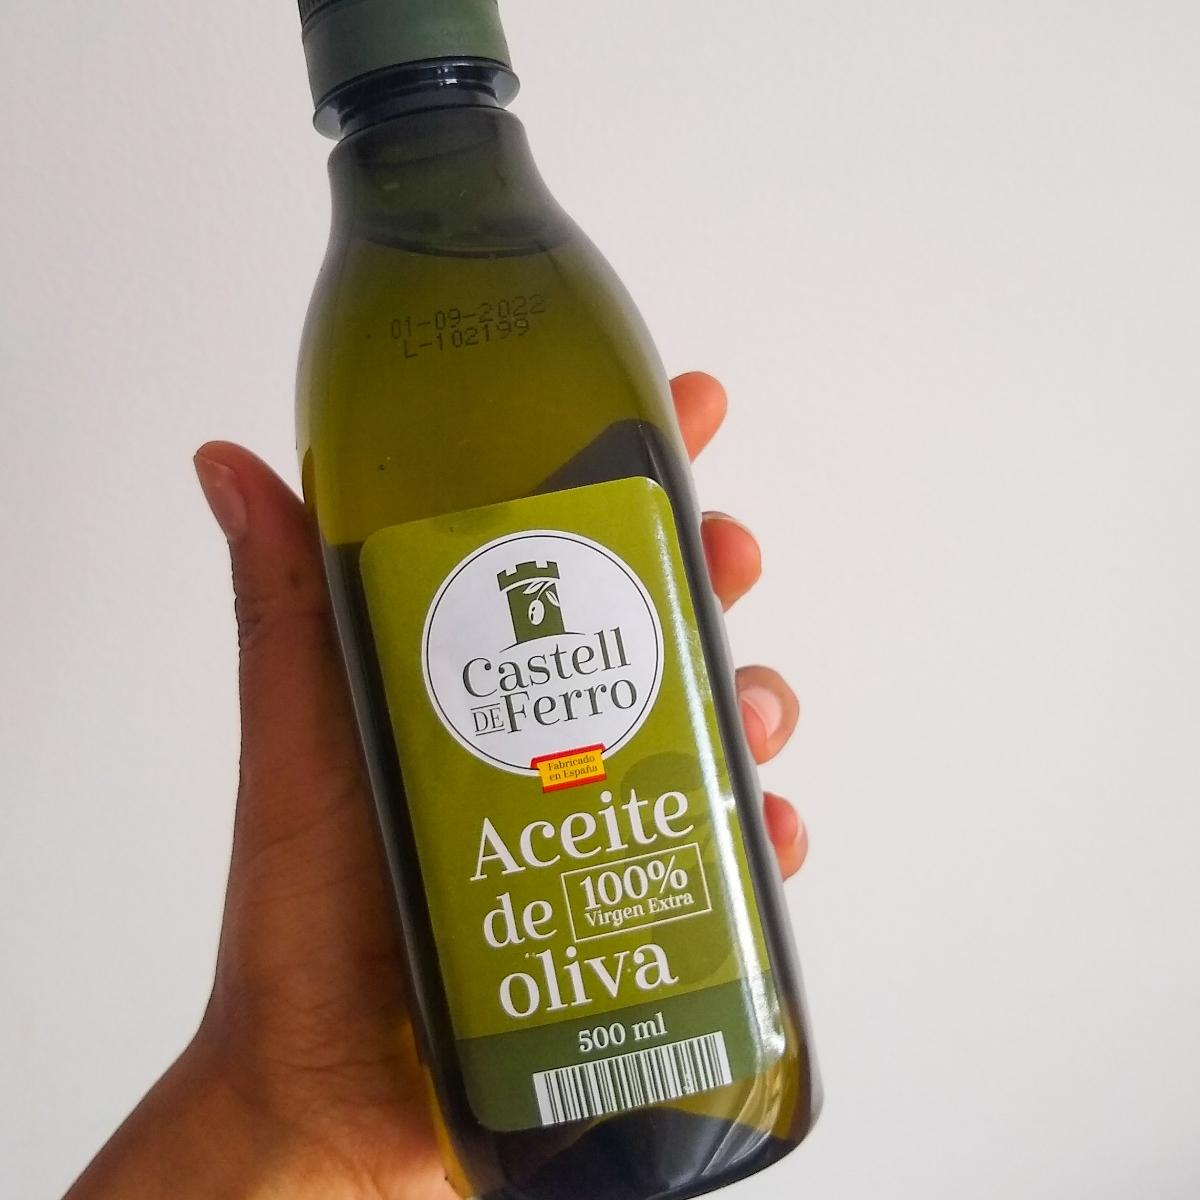 01-09-2022
L-102199
Castell
DE Ferro
Fabricado
en España
Aceite
de
100%
Virgen Extra
oliva
500 ml